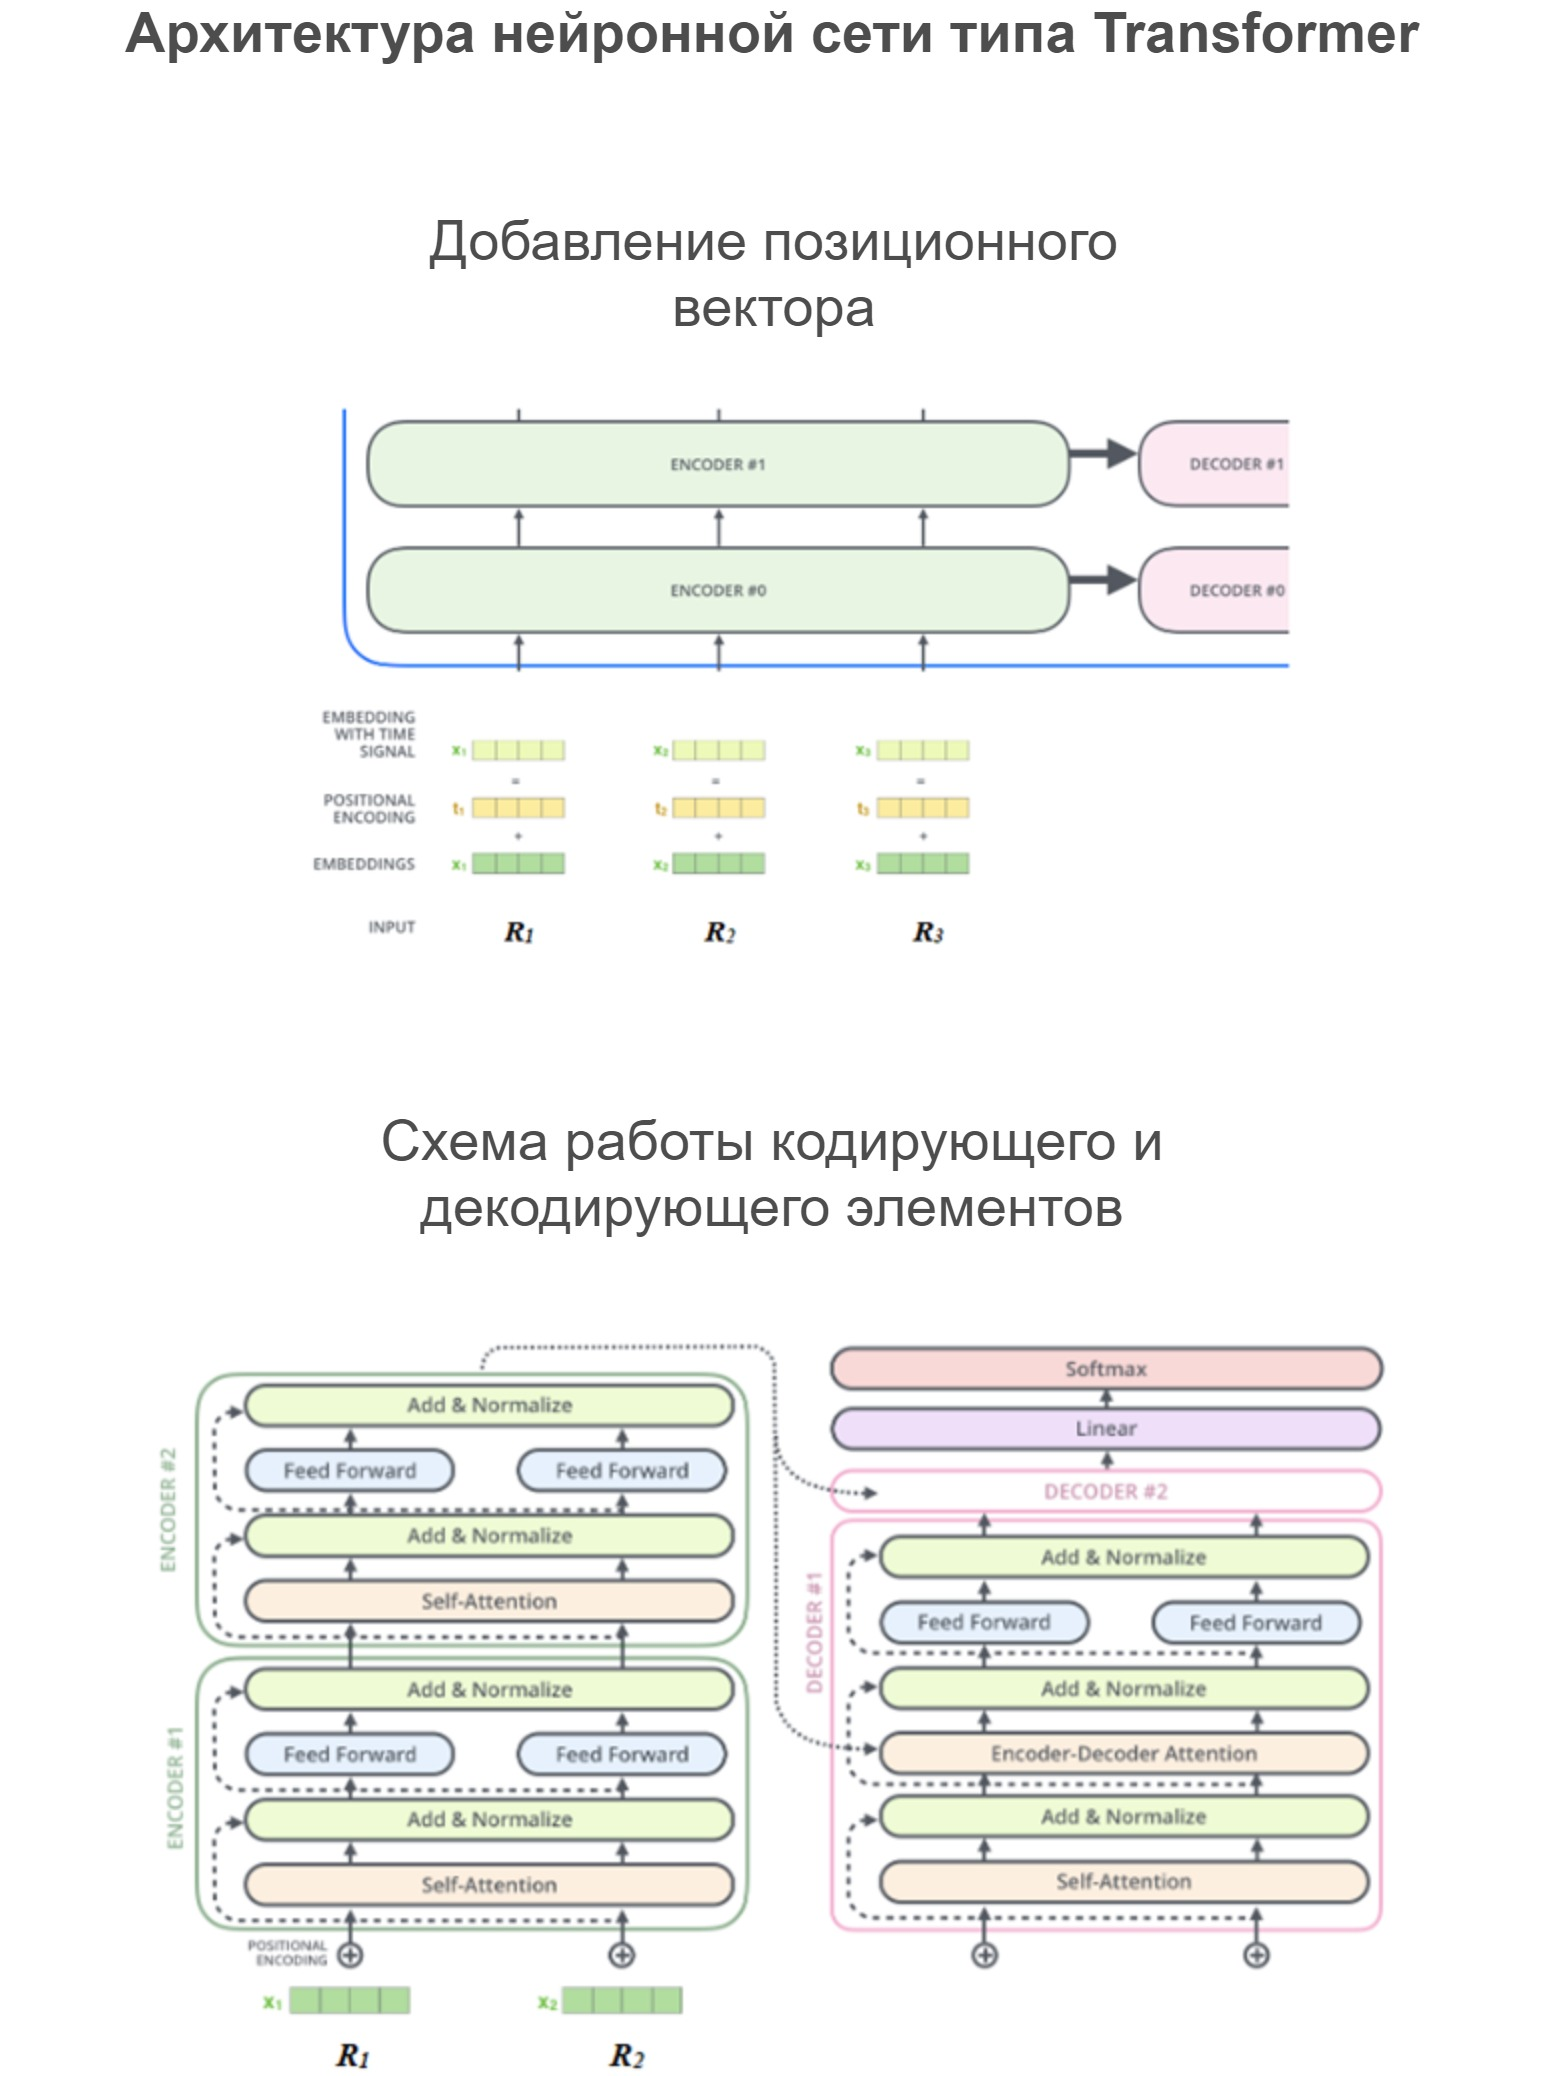 Архитектура нейронной сети типа Transformer
Добавление позиционного
вектора
ENCODER #1
DECODER #1
ENCODER #0
DECODER #0
EMBEDDING
WITH TIME
SIGNAL
x₁
x₂
x₃
=
=
=
POSITIONAL
ENCODING
t₁
t₂
t₃
+
+
+
EMBEDDINGS
x₁
x₂
x₃
INPUT
R₁
R₂
R₃
Схема работы кодирующего и
декодирующего элементов
ENCODER #2
Add & Normalize
Feed Forward
Feed Forward
Add & Normalize
Self-Attention
ENCODER #1
Add & Normalize
Feed Forward
Feed Forward
Add & Normalize
Self-Attention
POSITIONAL
ENCODING
x₁
x₂
R₁
R₂
Softmax
Linear
DECODER #2
DECODER #1
Add & Normalize
Feed Forward
Feed Forward
Add & Normalize
Encoder-Decoder Attention
Add & Normalize
Self-Attention